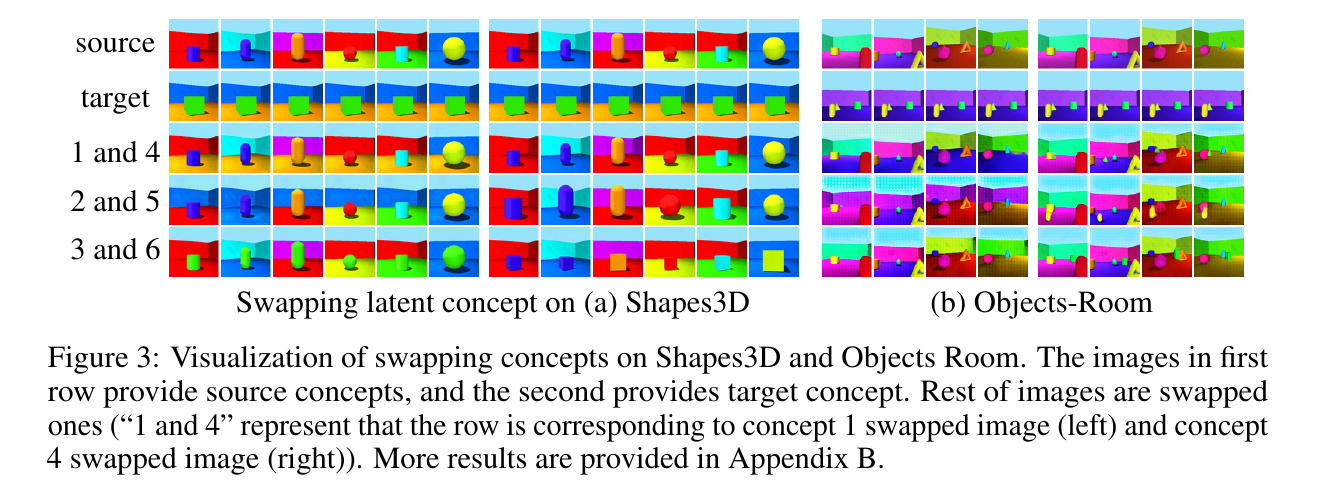 source
target
1 and 4
2 and 5
3 and 6
Swapping latent concept on (a) Shapes3D
(b) Objects-Room
Figure 3: Visualization of swapping concepts on Shapes3D and Objects Room. The images in first
row provide source concepts, and the second provides target concept. Rest of images are swapped
ones (“1 and 4” represent that the row is corresponding to concept 1 swapped image (left) and concept
4 swapped image (right)). More results are provided in Appendix B.